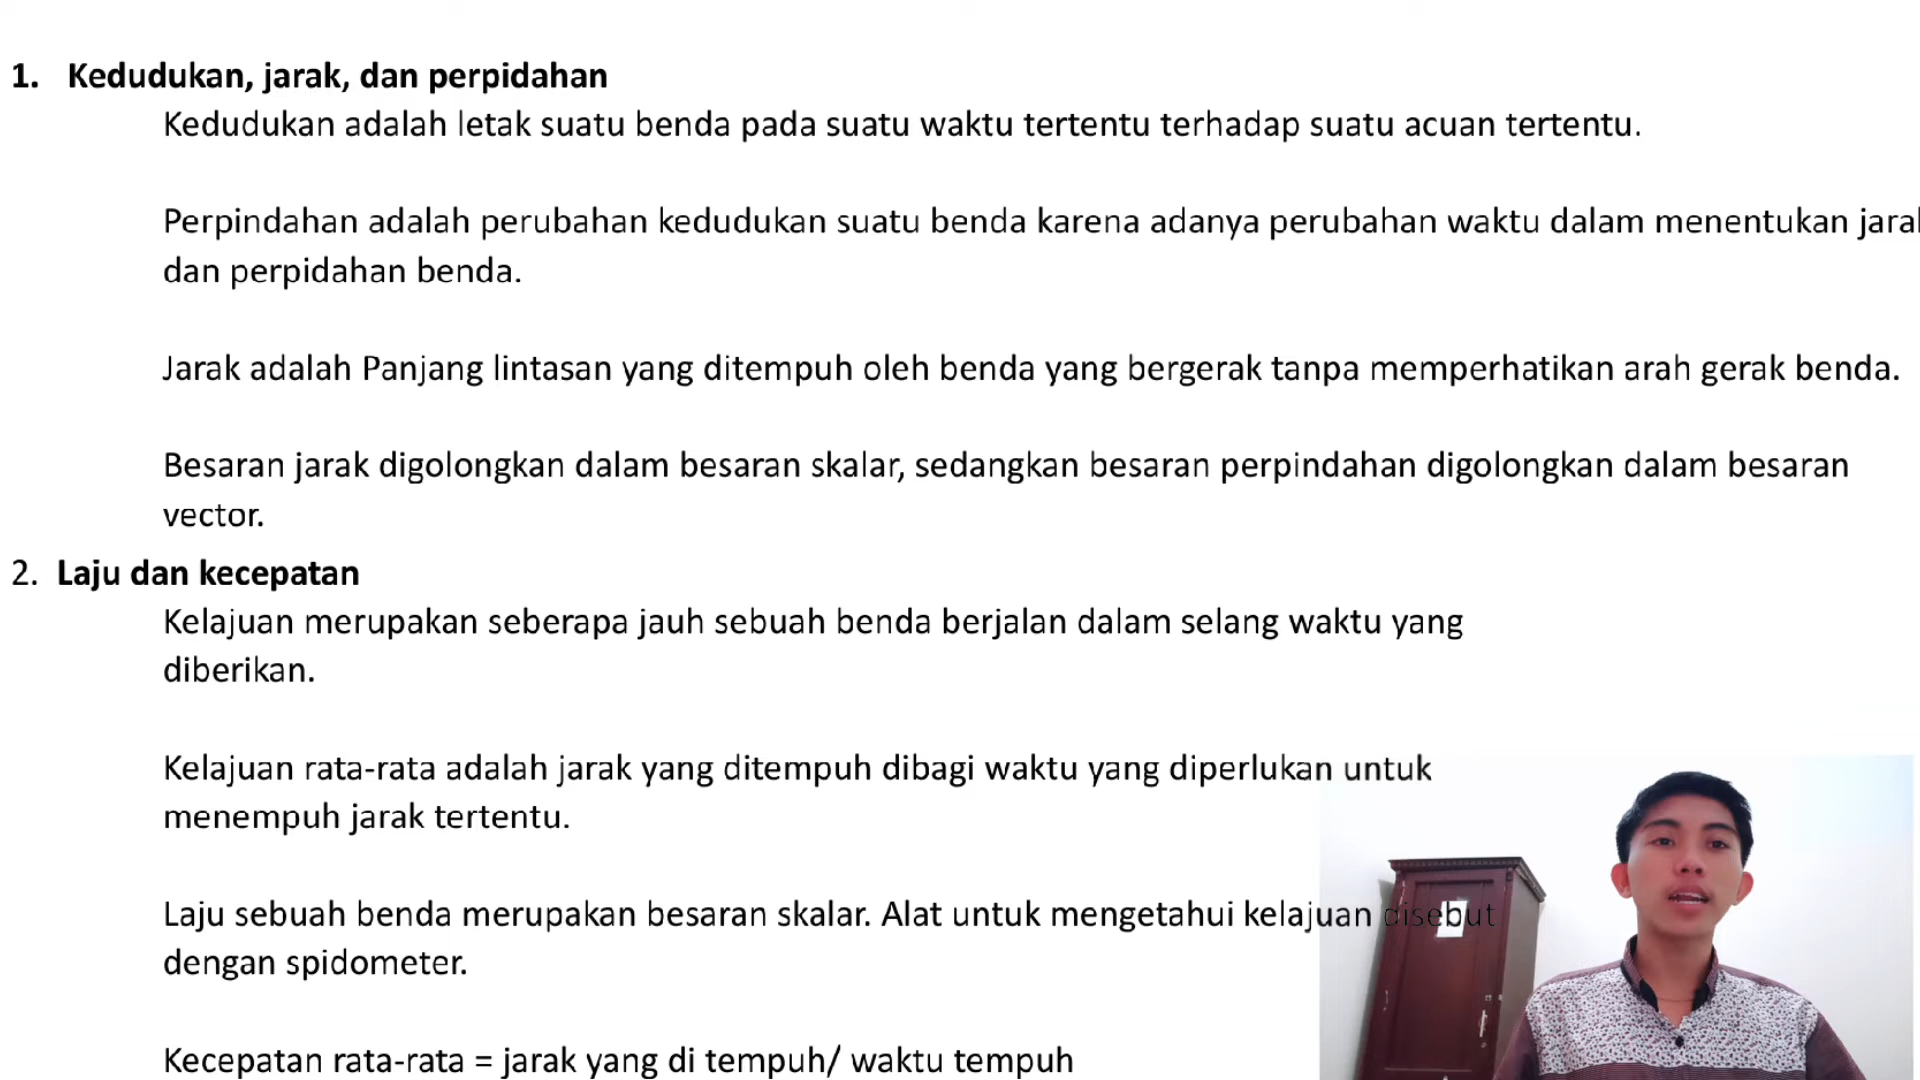 1. Kedudukan, jarak, dan perpidahan
Kedudukan adalah letak suatu benda pada suatu waktu tertentu terhadap suatu acuan tertentu.
Perpindahan adalah perubahan kedudukan suatu benda karena adanya perubahan waktu dalam menentukan jarak
dan perpidahan benda.
Jarak adalah Panjang lintasan yang ditempuh oleh benda yang bergerak tanpa memperhatikan arah gerak benda.
Besaran jarak digolongkan dalam besaran skalar, sedangkan besaran perpindahan digolongkan dalam besaran
vector.
2. Laju dan kecepatan
Kelajuan merupakan seberapa jauh sebuah benda berjalan dalam selang waktu yang
diberikan.
Kelajuan rata-rata adalah jarak yang ditempuh dibagi waktu yang diperlukan untuk
menempuh jarak tertentu.
Laju sebuah benda merupakan besaran skalar. Alat untuk mengetahui kelajuan disebut
dengan spidometer.
Kecepatan rata-rata = jarak yang di tempuh/ waktu tempuh